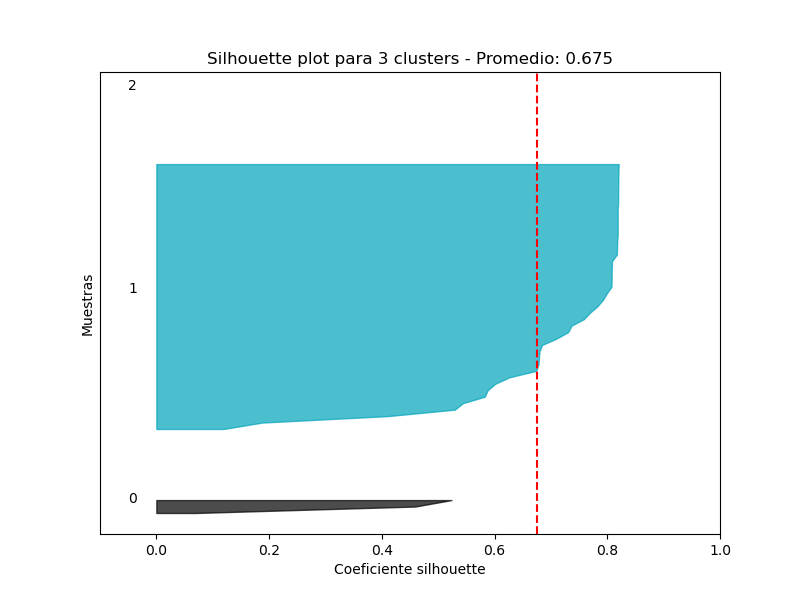 Silhouette plot para 3 clusters - Promedio: 0.675
2
1
0
Muestras
0.0 0.2 0.4 0.6 0.8 1.0
Coeficiente silhouette